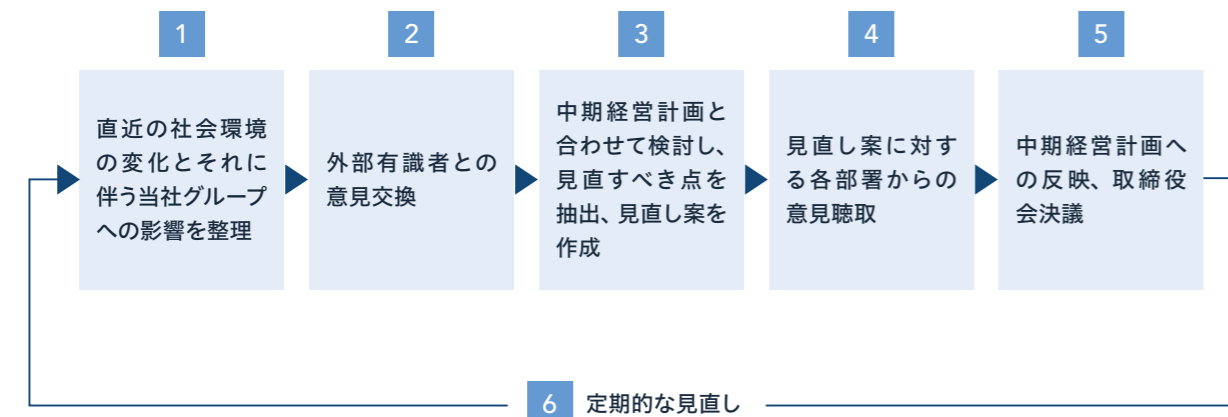 1
直近の社会環境
の変化とそれに
伴う当社グループ
への影響を整理
2
外部有識者との
意見交換
3
中期経営計画と
合わせて検討し、
見直すべき点を
抽出、見直し案を
作成
4
見直し案に対す
る各部署からの
意見聴取
5
中期経営計画へ
の反映、取締役
会決議
6 定期的な見直し